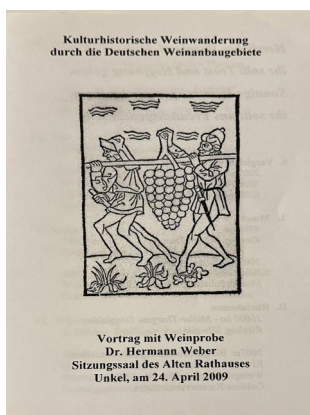 Kulturhistorische Weinwanderung
durch die Deutschen Weinanbaugebiete
Vortrag mit Weinprobe
Dr. Hermann Weber
Sitzungssaal des Alten Rathauses
Unkel, am 24. April 2009